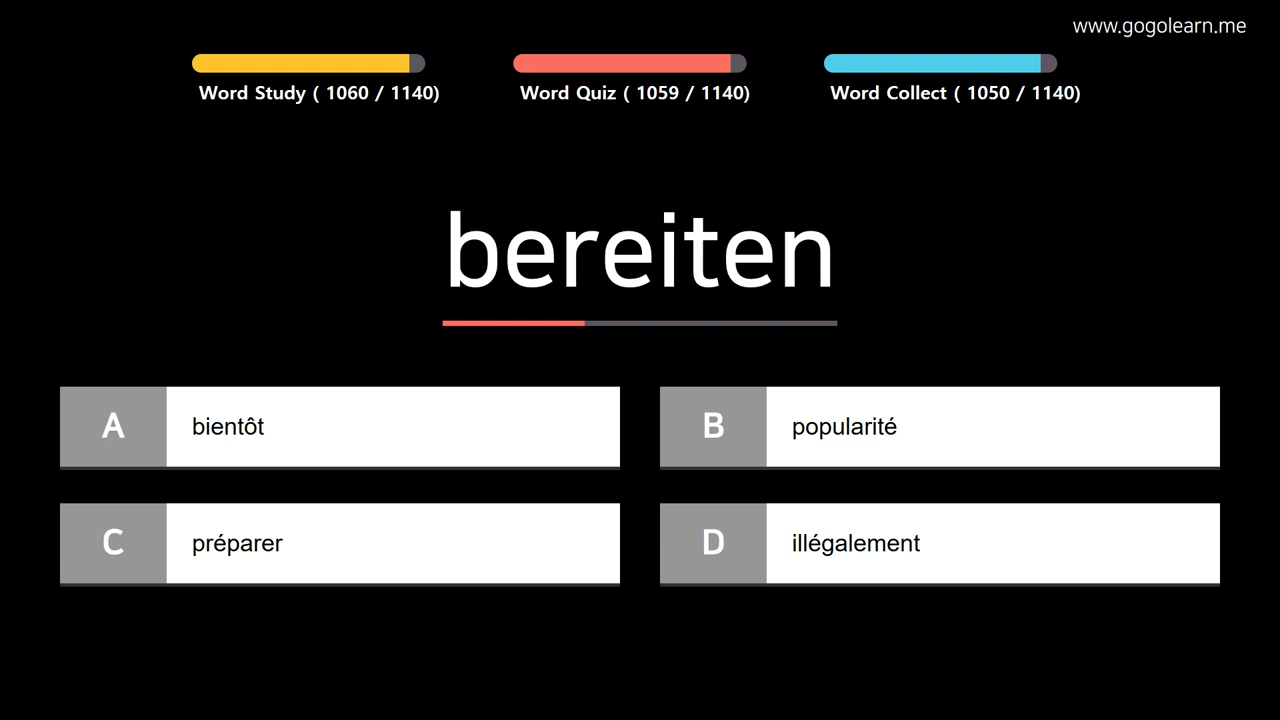 www.gogolearn.me
Word Study ( 1060 / 1140)
Word Quiz ( 1059 / 1140)
Word Collect ( 1050 / 1140)
bereiten
A bientôt
B popularité
C préparer
D illégalement